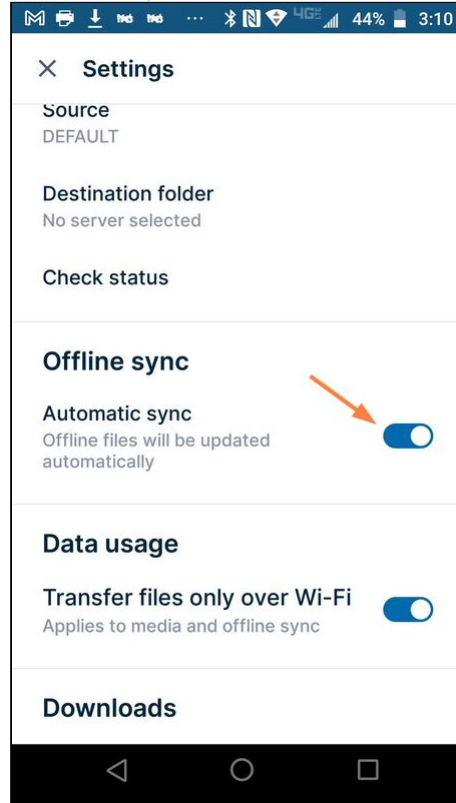 4GE 44% 3:10
Settings
Source
DEFAULT
Destination folder
No server selected
Check status
Offline sync
Automatic sync
Offline files will be updated
automatically
Data usage
Transfer files only over Wi-Fi
Applies to media and offline sync
Downloads